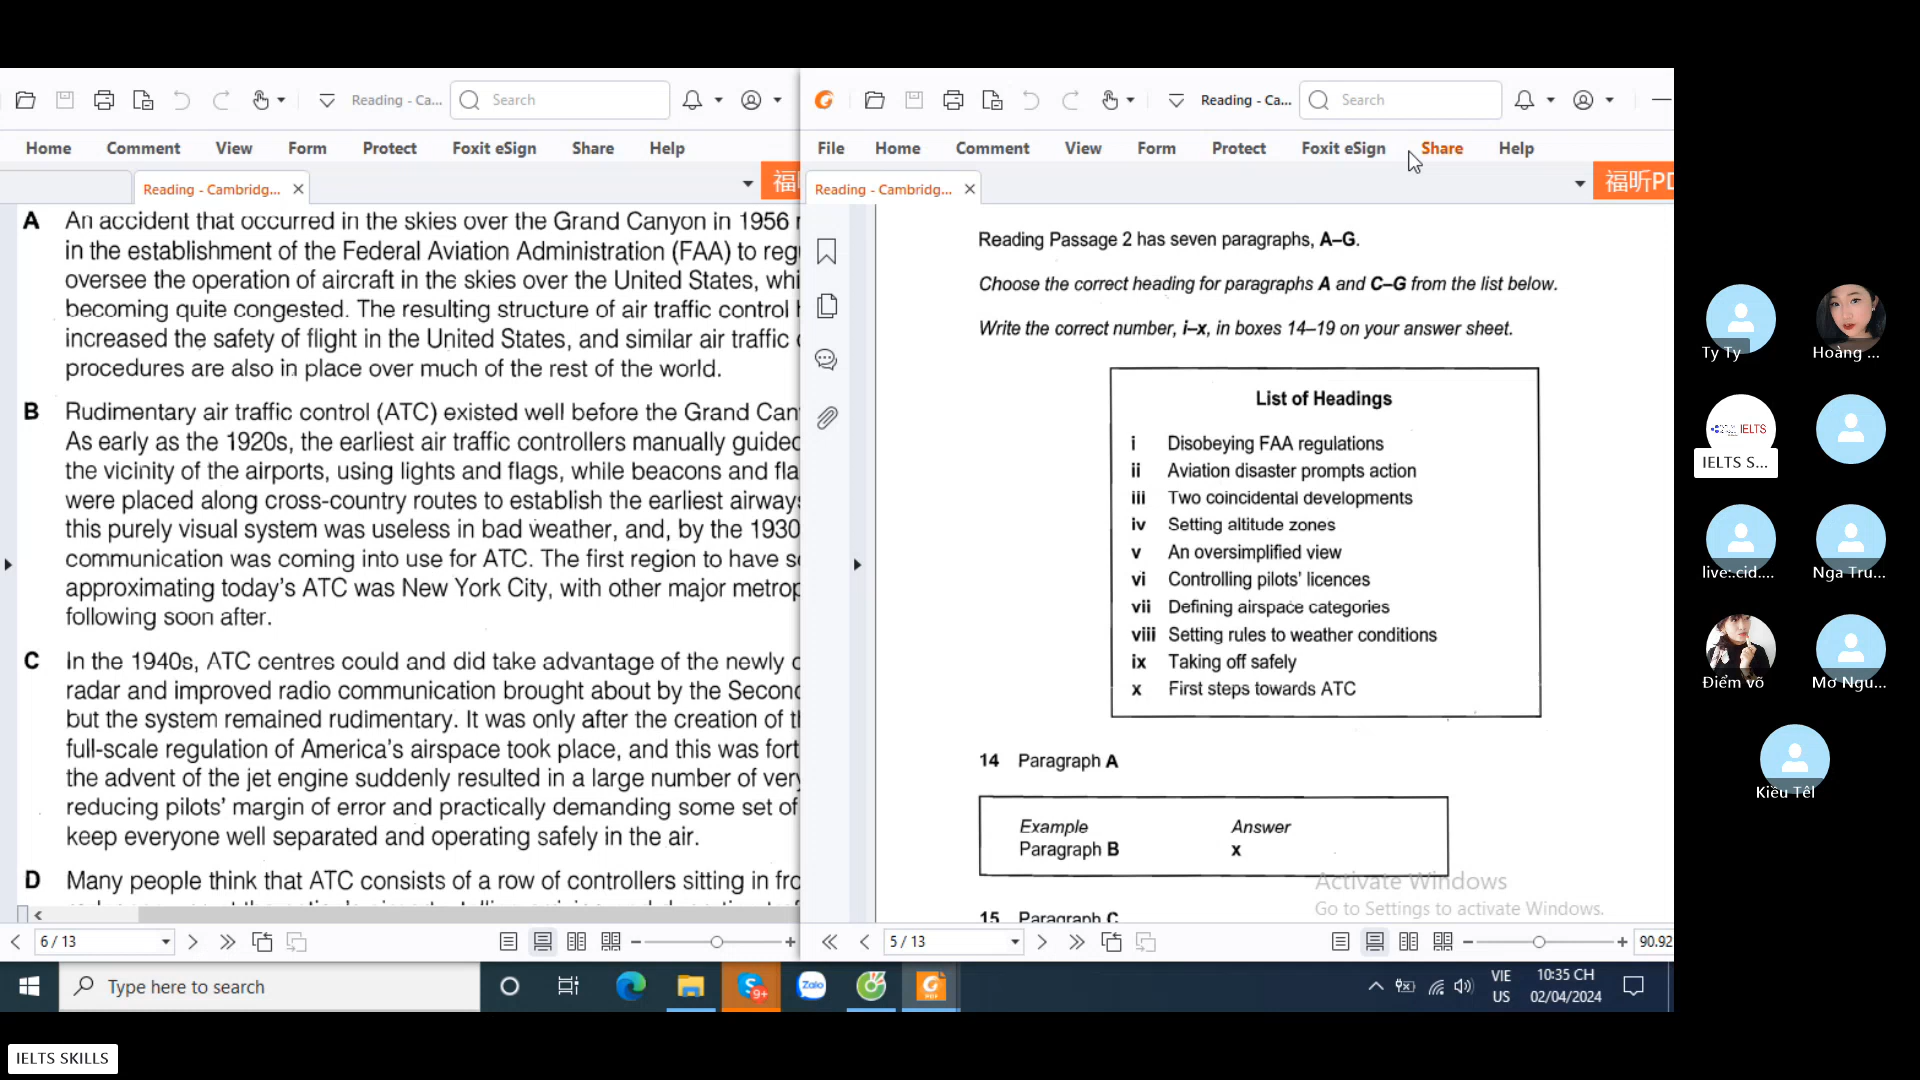 Reading - Ca...
Search
Home Comment View Form Protect Foxit eSign Share Help
Reading - Cambridg...
A An accident that occurred in the skies over the Grand Canyon in 1956
in the establishment of the Federal Aviation Administration (FAA) to reg
oversee the operation of aircraft in the skies over the United States, whi
becoming quite congested. The resulting structure of air traffic control
increased the safety of flight in the United States, and similar air traffic
procedures are also in place over much of the rest of the world.
B Rudimentary air traffic control (ATC) existed well before the Grand Can
As early as the 1920s, the earliest air traffic controllers manually guided
the vicinity of the airports, using lights and flags, while beacons and fla
were placed along cross-country routes to establish the earliest airways
this purely visual system was useless in bad weather, and, by the 1930
communication was coming into use for ATC. The first region to have s
approximating today's ATC was New York City, with other major metrop
following soon after.
C In the 1940s, ATC centres could and did take advantage of the newly
radar and improved radio communication brought about by the Second
but the system remained rudimentary. It was only after the creation of th
full-scale regulation of America's airspace took place, and this was fort
the advent of the jet engine suddenly resulted in a large number of very
reducing pilots' margin of error and practically demanding some set of
keep everyone well separated and operating safely in the air.
D Many people think that ATC consists of a row of controllers sitting in fro
6 / 13
Reading - Ca...
Search
File Home Comment View Form Protect Foxit eSign Share Help
Reading - Cambridg...
福昕PD
Reading Passage 2 has seven paragraphs, A–G.
Choose the correct heading for paragraphs A and C–G from the list below.
Write the correct number, i–x, in boxes 14–19 on your answer sheet.
List of Headings
i Disobeying FAA regulations
ii Aviation disaster prompts action
iii Two coincidental developments
iv Setting altitude zones
v An oversimplified view
vi Controlling pilots' licences
vii Defining airspace categories
viii Setting rules to weather conditions
ix Taking off safely
x First steps towards ATC
14 Paragraph A
Example Answer
Paragraph B x
15 Paragraph C
Activate Windows
Go to Settings to activate Windows.
5 / 13
90.92
Type here to search
9+
Zalo
PDF
VIE
US
10:35 CH
02/04/2024
Ty Ty
Hoàng ...
IELTS
IELTS S...
live:.cid....
Nga Tru...
Điểm võ
Mơ Ngu...
Kiều Têl
IELTS SKILLS